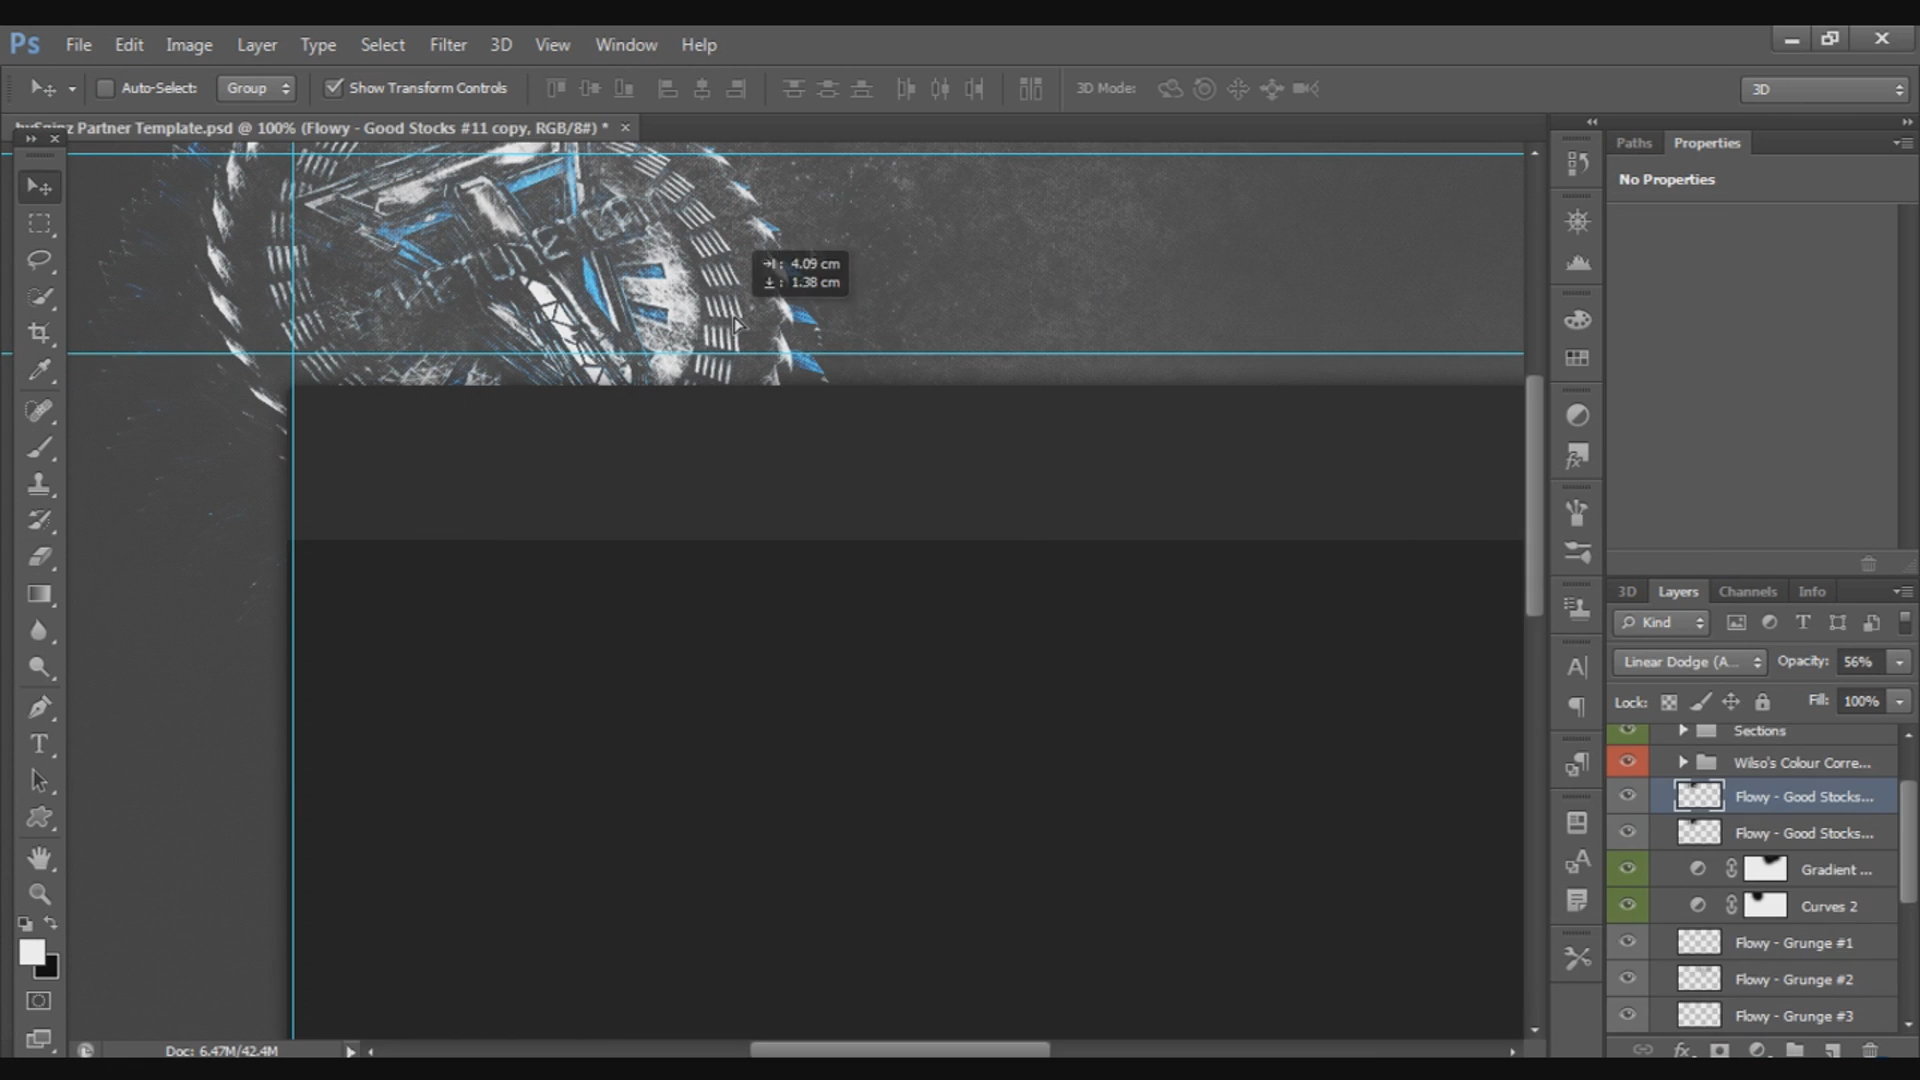 Ps File Edit Image Layer Type Select Filter 3D View Window Help
Auto-Select: Group Show Transform Controls 3D Mode: 3D
Partner Template.psd @ 100% (Flowy - Good Stocks #11 copy, RGB/8#) * ×
Paths Properties
No Properties
→|: 4.09 cm
↓: 1.38 cm
3D Layers Channels Info
Kind
Linear Dodge (A... Opacity: 56%
Lock: Fill: 100%
Sections
Wilso's Colour Corre...
Flowy - Good Stocks...
Flowy - Good Stocks...
Gradient ...
Curves 2
Flowy - Grunge #1
Flowy - Grunge #2
Flowy - Grunge #3
Doc: 6.47M/42.4M